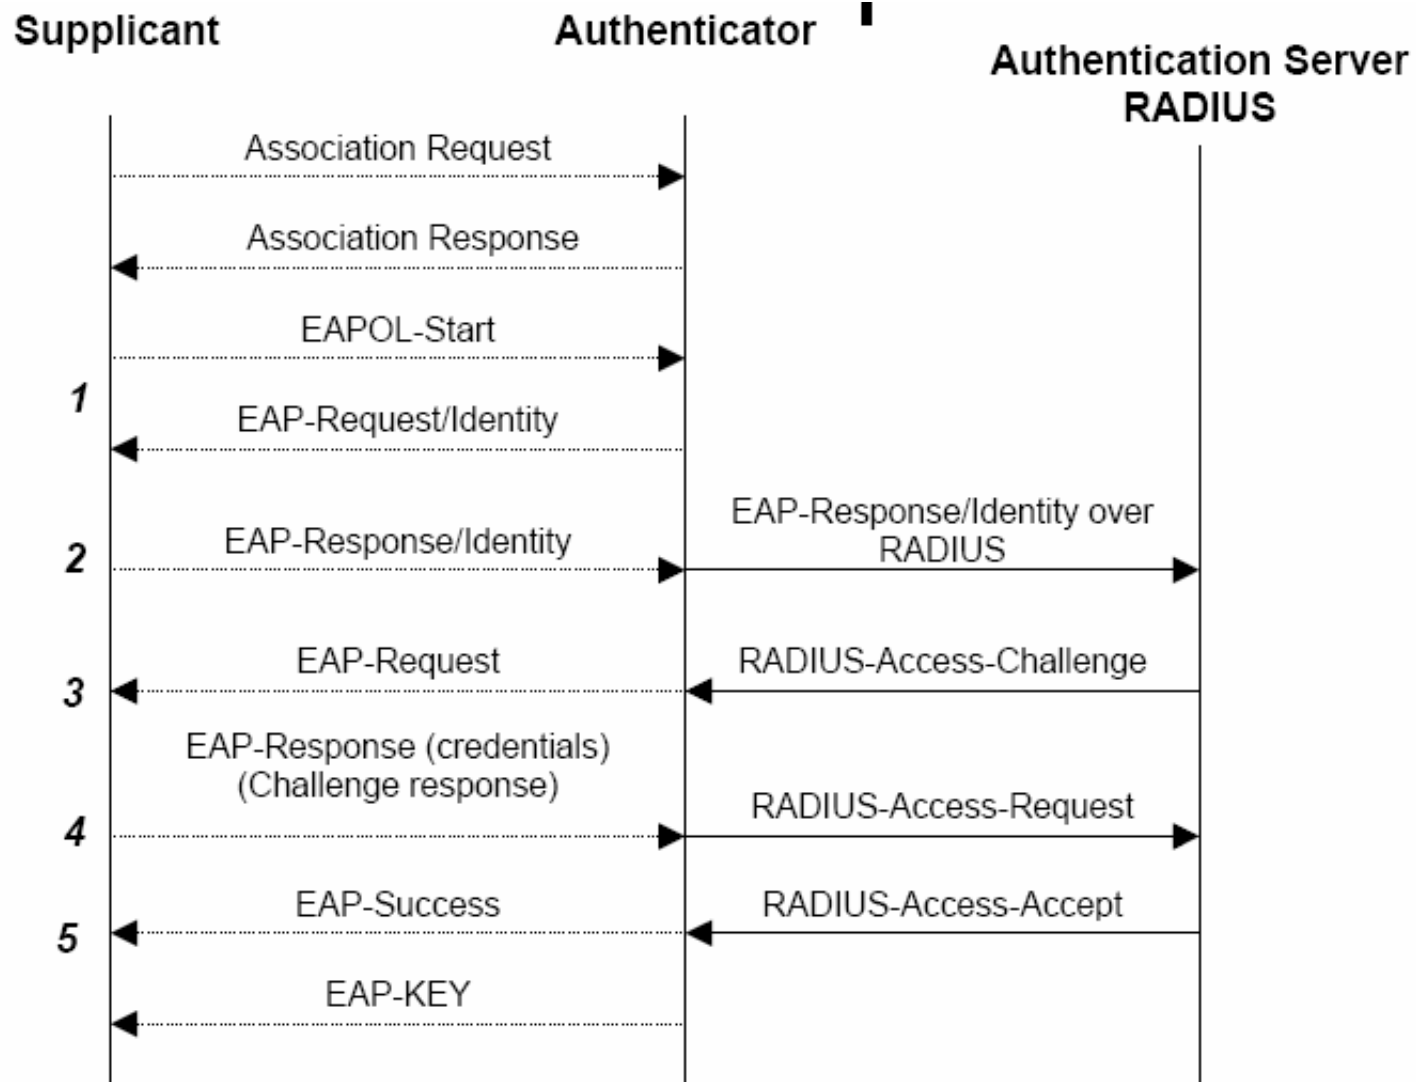 Supplicant
Authenticator
Authentication Server
RADIUS
Association Request
Association Response
EAPOL-Start
1
EAP-Request/Identity
EAP-Response/Identity over
RADIUS
EAP-Response/Identity
2
EAP-Request
RADIUS-Access-Challenge
3
EAP-Response (credentials)
(Challenge response)
RADIUS-Access-Request
4
EAP-Success
RADIUS-Access-Accept
5
EAP-KEY